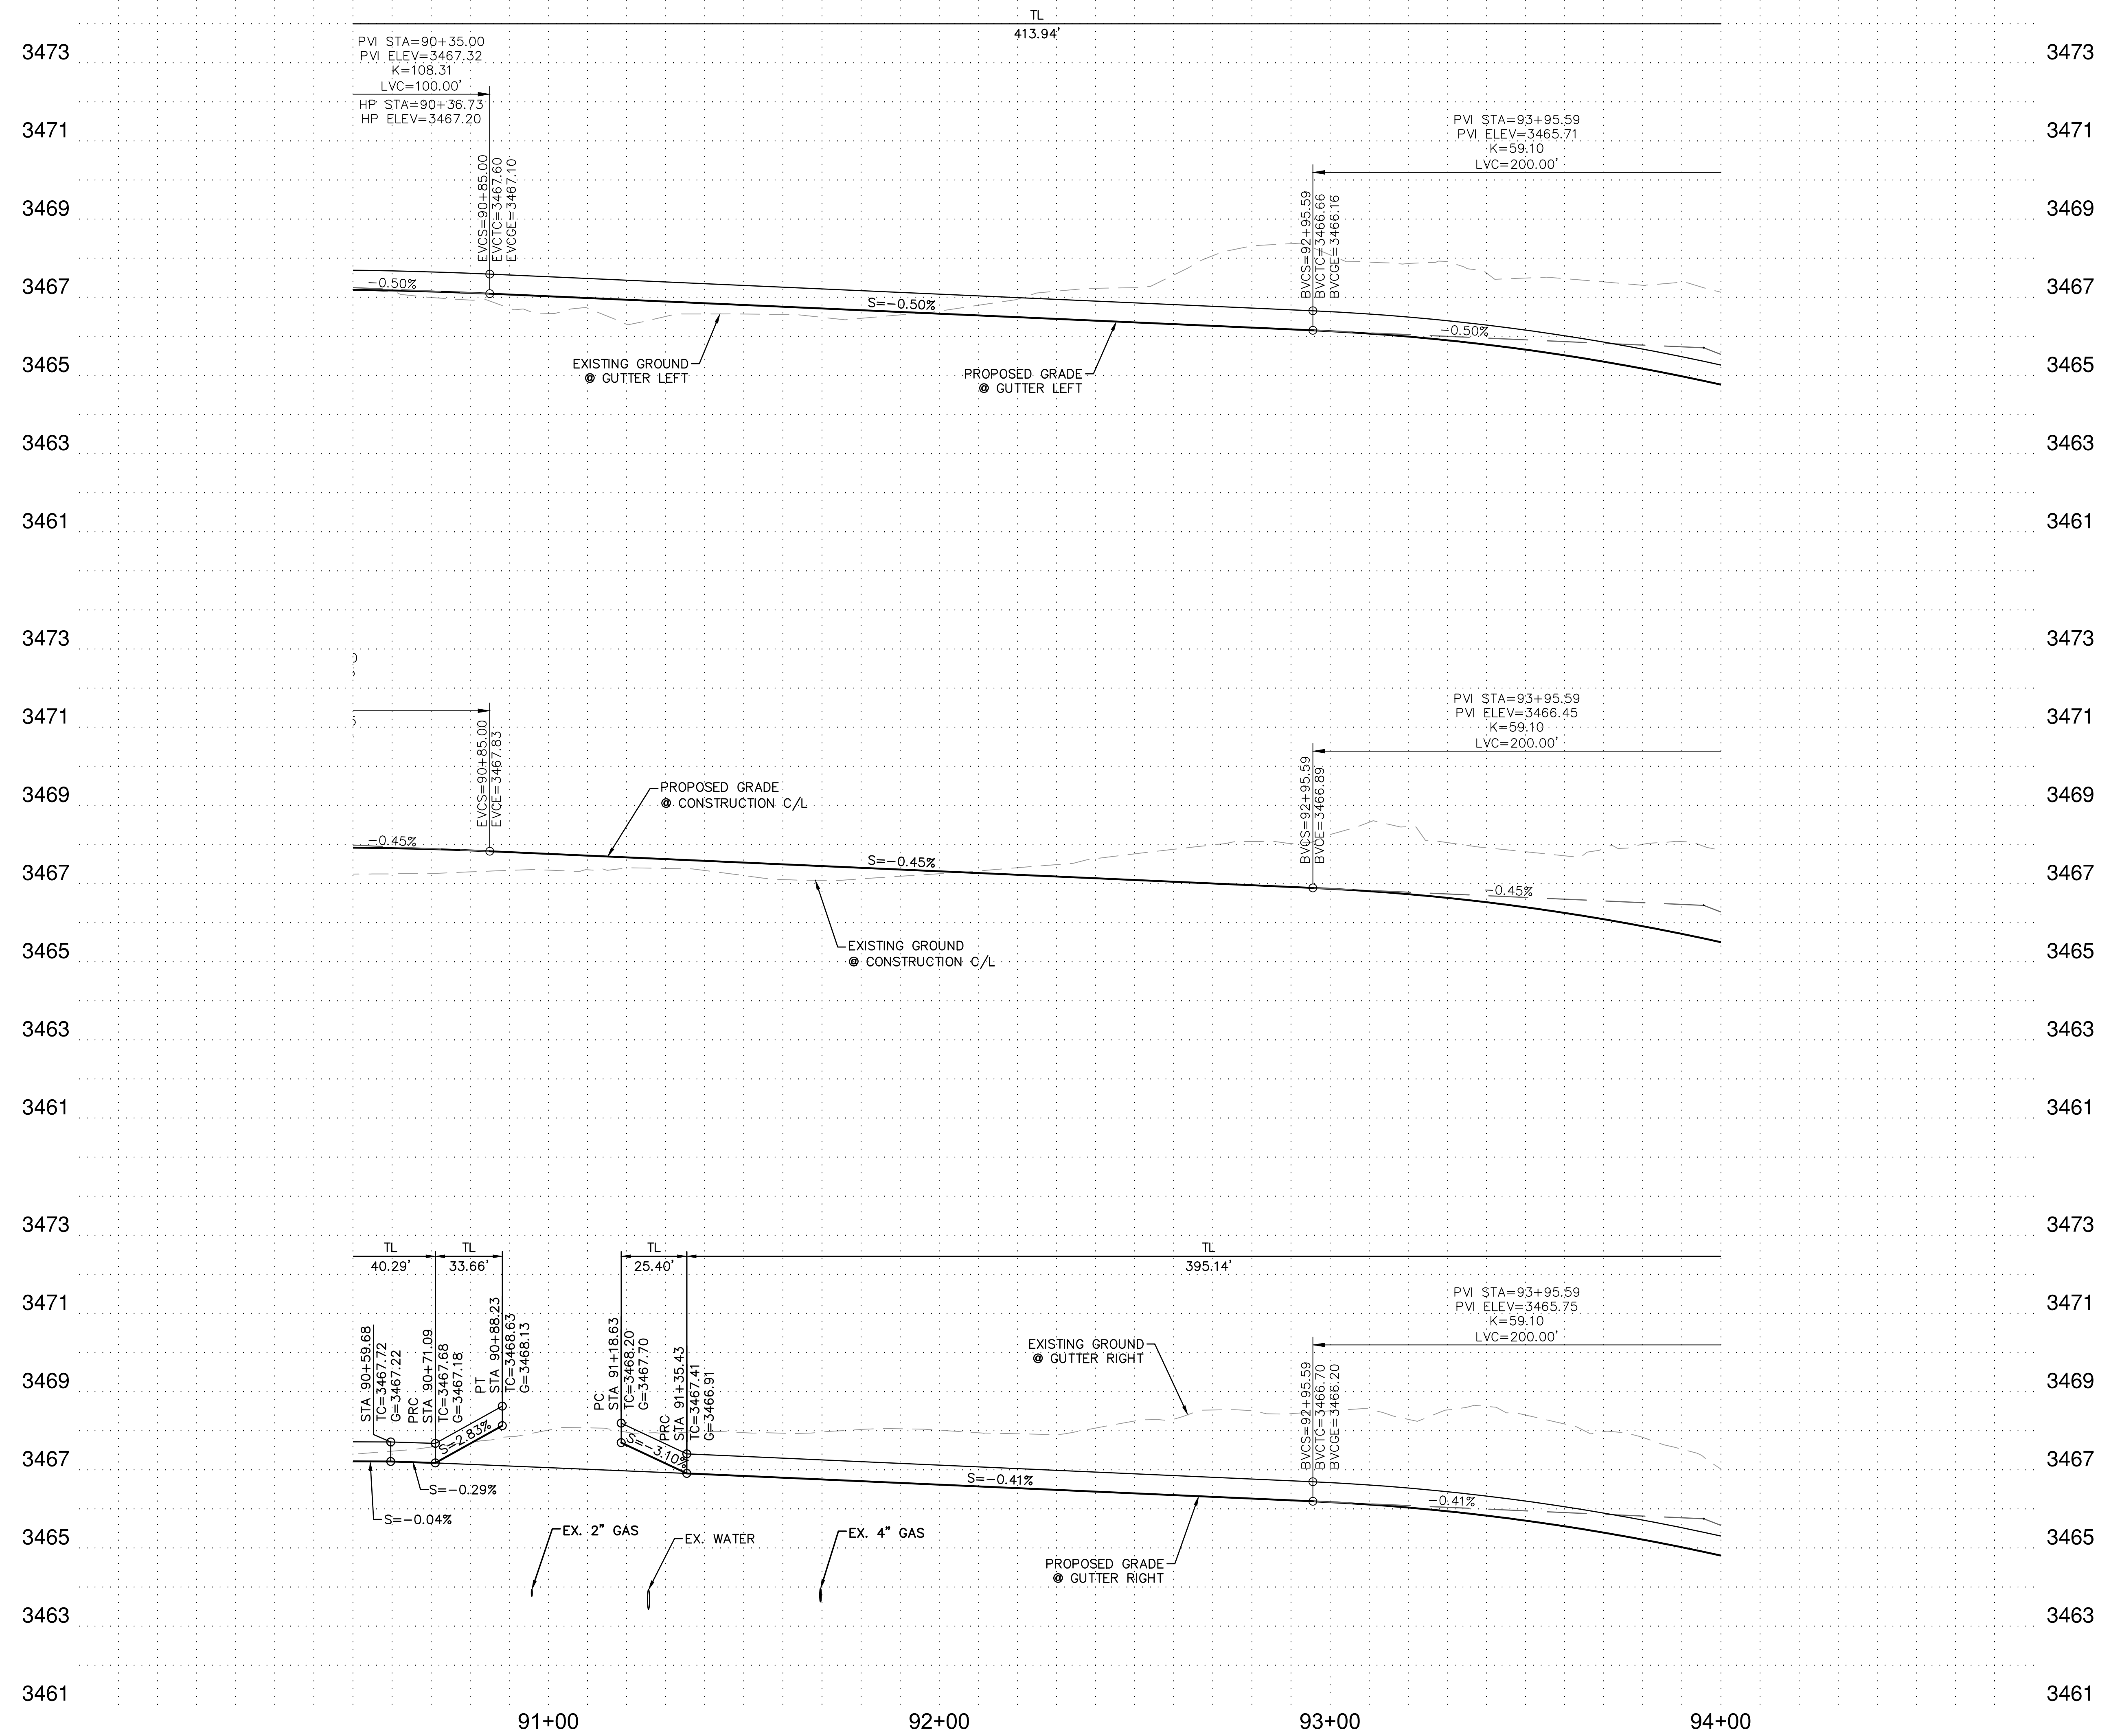 TL
413.94'
3473
3473
PVI STA=90+35.00
PVI ELEV=3467.32
K=108.31
LVC=100.00'
HP STA=90+36.73
HP ELEV=3467.20
3471
3471
PVI STA=93+95.59
PVI ELEV=3465.71
K=59.10
LVC=200.00'
EVCS=90+85.00
EVCTC=3467.60
EVCGE=3467.10
3469
3469
BVCS=92+95.59
BVCTC=3466.66
BVCGE=3466.16
3467
3467
-0.50%
S=-0.50%
-0.50%
EXISTING GROUND
@ GUTTER LEFT
PROPOSED GRADE
@ GUTTER LEFT
3465
3465
3463
3463
3461
3461
3473
3473
3471
3471
PVI STA=93+95.59
PVI ELEV=3466.45
K=59.10
LVC=200.00'
EVCS=90+85.00
EVCE=3467.83
3469
3469
PROPOSED GRADE
@ CONSTRUCTION C/L
BVCS=92+95.59
BVCE=3466.89
-0.45%
S=-0.45%
-0.45%
3467
3467
EXISTING GROUND
@ CONSTRUCTION C/L
3465
3465
3463
3463
3461
3461
3473
3473
TL
40.29'
TL
33.66'
TL
25.40'
TL
395.14'
3471
3471
PVI STA=93+95.59
PVI ELEV=3465.75
K=59.10
LVC=200.00'
STA 90+59.68
TC=3467.72
G=3467.22
PRC
STA 90+71.09
TC=3467.68
G=3467.18
PT
STA 90+88.23
TC=3468.63
G=3468.13
PC
STA 91+18.63
TC=3468.20
G=3467.70
PRC
STA 91+35.43
TC=3467.41
G=3466.91
EXISTING GROUND
@ GUTTER RIGHT
BVCS=92+95.59
BVCTC=3466.70
BVCGE=3466.20
3469
3469
S=2.83%
S=-3.10%
3467
3467
S=-0.29%
S=-0.41%
-0.41%
S=-0.04%
EX. 2" GAS
EX. WATER
EX. 4" GAS
3465
3465
PROPOSED GRADE
@ GUTTER RIGHT
3463
3463
3461
3461
91+00
92+00
93+00
94+00